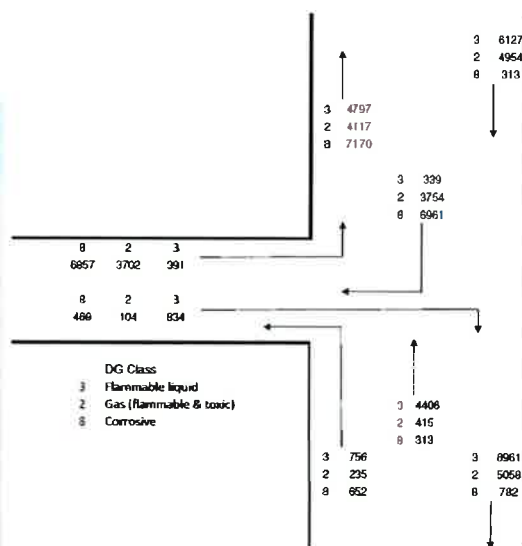 3 6127
2 4954
8 313
3 4797
2 4117
8 7170
3 339
2 3754
8 6961
8 2 3
6857 3702 391
8 2 3
469 104 834
DG Class
3 Flammable liquid
2 Gas (flammable & toxic)
8 Corrosive
3 4406
2 415
8 313
3 756
2 235
8 652
3 6961
2 5058
8 782